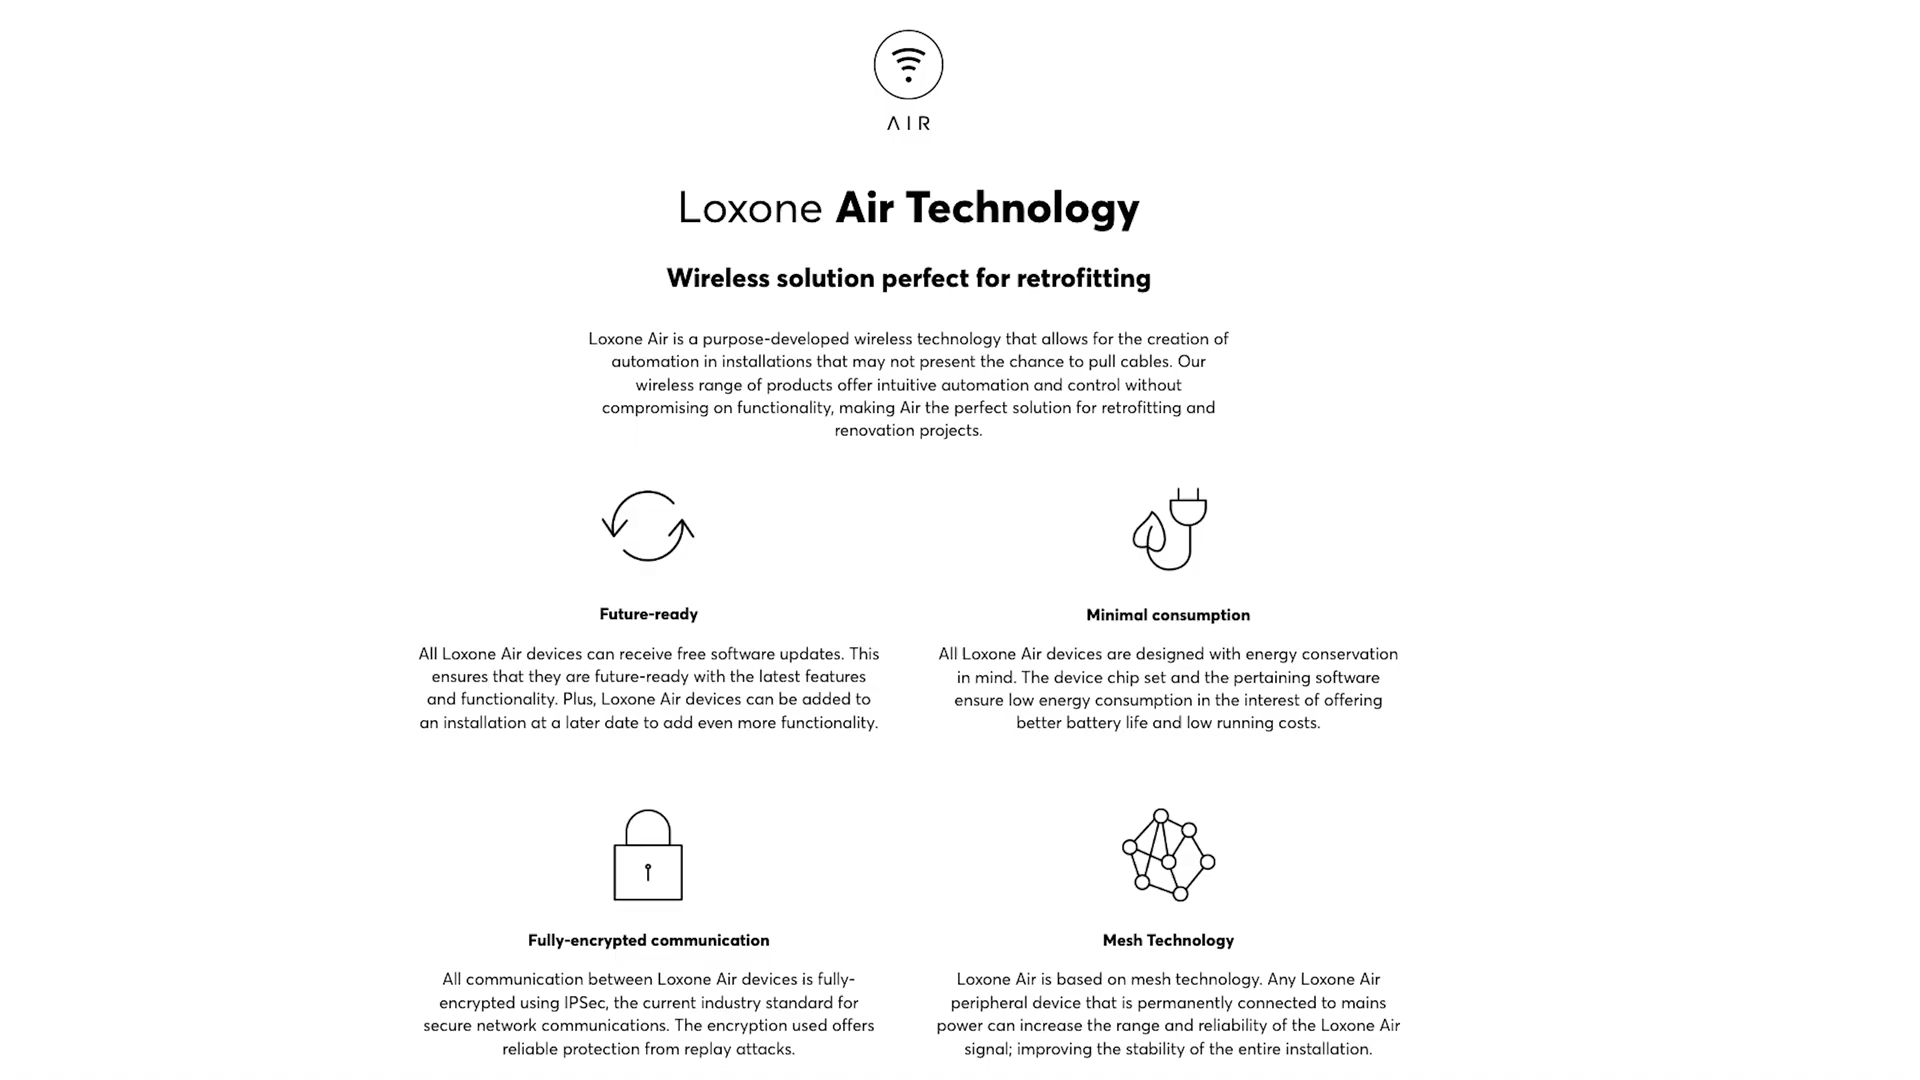 AIR
Loxone Air Technology
Wireless solution perfect for retrofitting
Loxone Air is a purpose-developed wireless technology that allows for the creation of
automation in installations that may not present the chance to pull cables. Our
wireless range of products offer intuitive automation and control without
compromising on functionality, making Air the perfect solution for retrofitting and
renovation projects.
Future-ready
All Loxone Air devices can receive free software updates. This
ensures that they are future-ready with the latest features
and functionality. Plus, Loxone Air devices can be added to
an installation at a later date to add even more functionality.
Minimal consumption
All Loxone Air devices are designed with energy conservation
in mind. The device chip set and the pertaining software
ensure low energy consumption in the interest of offering
better battery life and low running costs.
Fully-encrypted communication
All communication between Loxone Air devices is fully-
encrypted using IPSec, the current industry standard for
secure network communications. The encryption used offers
reliable protection from replay attacks.
Mesh Technology
Loxone Air is based on mesh technology. Any Loxone Air
peripheral device that is permanently connected to mains
power can increase the range and reliability of the Loxone Air
signal; improving the stability of the entire installation.